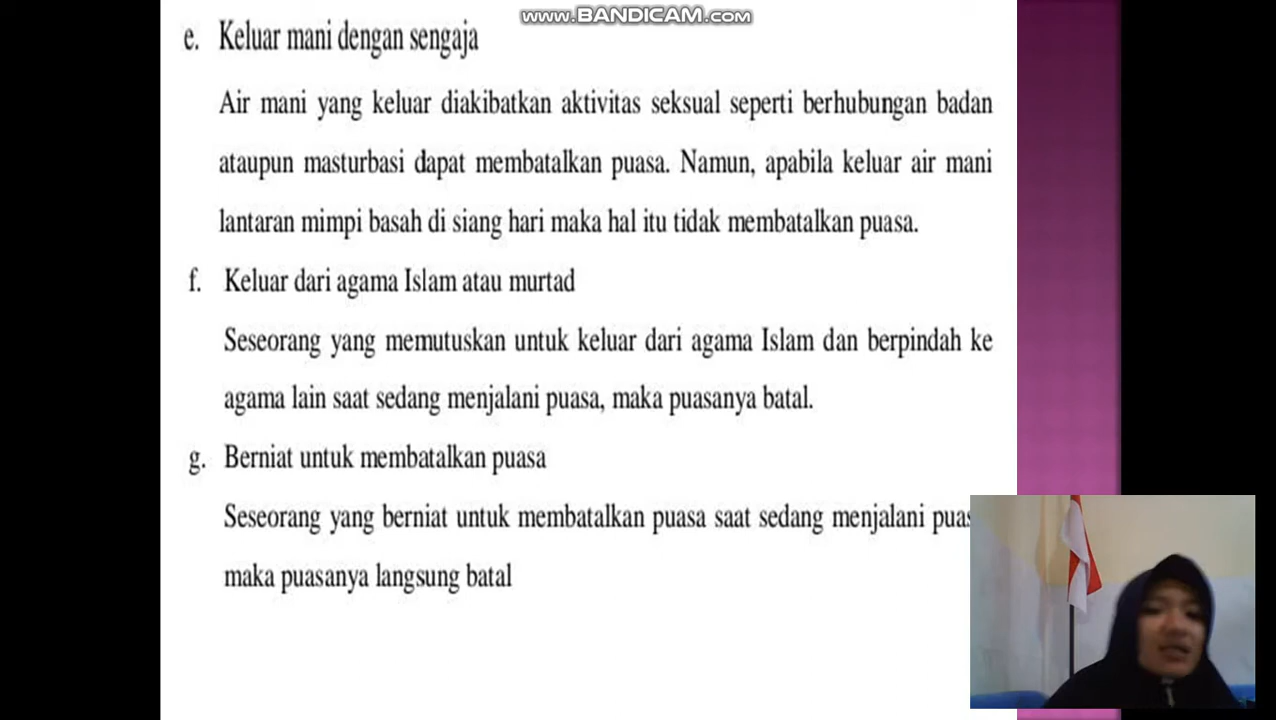 www.BANDICAM.com
e. Keluar mani dengan sengaja
Air mani yang keluar diakibatkan aktivitas seksual seperti berhubungan badan
ataupun masturbasi dapat membatalkan puasa. Namun, apabila keluar air mani
lantaran mimpi basah di siang hari maka hal itu tidak membatalkan puasa.
f. Keluar dari agama Islam atau murtad
Seseorang yang memutuskan untuk keluar dari agama Islam dan berpindah ke
agama lain saat sedang menjalani puasa, maka puasanya batal.
g. Berniat untuk membatalkan puasa
Seseorang yang berniat untuk membatalkan puasa saat sedang menjalani
maka puasanya langsung batal